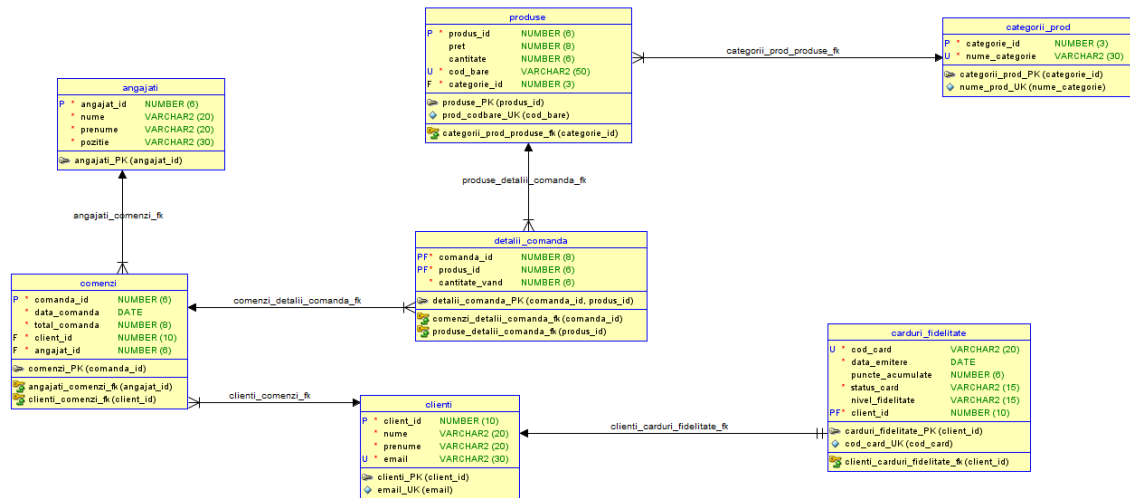 produse
P * produs_id NUMBER (6)
pret NUMBER (8)
cantitate NUMBER (6)
U * cod_bare VARCHAR2 (50)
F * categorie_id NUMBER (3)
produse_PK (produs_id)
prod_codbare_UK (cod_bare)
categorii_prod_produse_fk (categorie_id)
categorii_prod_produse_fk
categorii_prod
P * categorie_id NUMBER (3)
U * nume_categorie VARCHAR2 (30)
categorii_prod_PK (categorie_id)
nume_prod_UK (nume_categorie)
angajati
P * angajat_id NUMBER (6)
* nume VARCHAR2 (20)
* prenume VARCHAR2 (20)
* pozitie VARCHAR2 (30)
angajati_PK (angajat_id)
produse_detalii_comanda_fk
angajati_comenzi_fk
detalii_comanda
PF* comanda_id NUMBER (8)
PF* produs_id NUMBER (6)
* cantitate_vand NUMBER (6)
detalii_comanda_PK (comanda_id, produs_id)
comenzi_detalii_comanda_fk (comanda_id)
produse_detalii_comanda_fk (produs_id)
comenzi
P * comanda_id NUMBER (6)
* data_comanda DATE
* total_comanda NUMBER (8)
F * client_id NUMBER (10)
F * angajat_id NUMBER (6)
comenzi_PK (comanda_id)
angajati_comenzi_fk (angajat_id)
clienti_comenzi_fk (client_id)
comenzi_detalii_comanda_fk
carduri_fidelitate
U * cod_card VARCHAR2 (20)
* data_emitere DATE
puncte_acumulate NUMBER (6)
* status_card VARCHAR2 (15)
nivel_fidelitate VARCHAR2 (15)
PF* client_id NUMBER (10)
carduri_fidelitate_PK (client_id)
cod_card_UK (cod_card)
clienti_carduri_fidelitate_fk (client_id)
clienti_comenzi_fk
clienti
P * client_id NUMBER (10)
* nume VARCHAR2 (20)
* prenume VARCHAR2 (20)
U * email VARCHAR2 (30)
clienti_PK (client_id)
email_UK (email)
clienti_carduri_fidelitate_fk